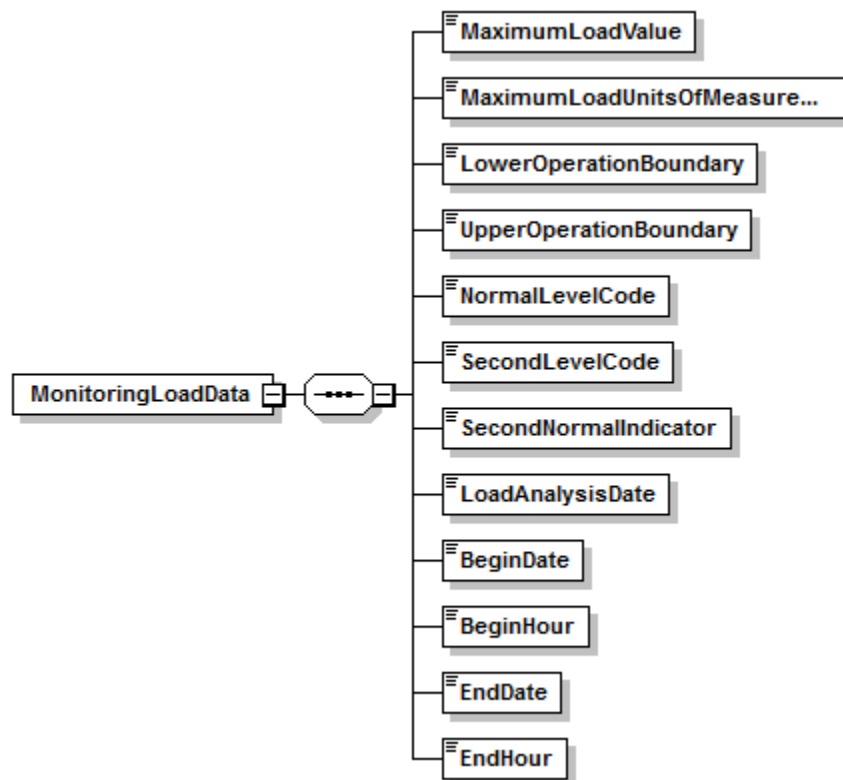 MaximumLoadValue
MaximumLoadUnitsOfMeasure...
LowerOperationBoundary
UpperOperationBoundary
NormalLevelCode
SecondLevelCode
MonitoringLoadData
SecondNormalIndicator
LoadAnalysisDate
BeginDate
BeginHour
EndDate
EndHour